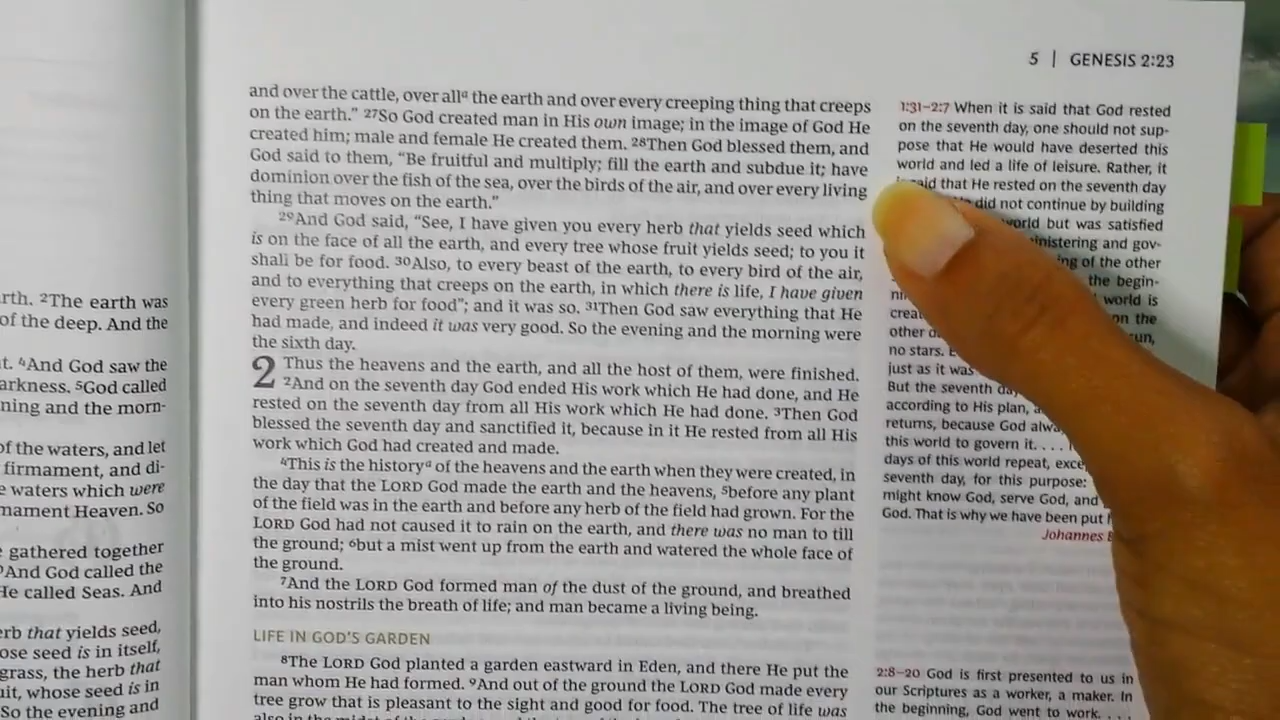 5 | GENESIS 2:23
rth. ²The earth was
of the deep. And the
t. ⁴And God saw the
arkness. ⁵God called
ning and the morn-
of the waters, and let
firmament, and di-
e waters which were
mament Heaven. So
e gathered together
And God called the
He called Seas. And
erb that yields seed,
ose seed is in itself,
grass, the herb that
uit, whose seed is in
So the evening and
and over the cattle, over allᵃ the earth and over every creeping thing that creeps
on the earth.” ²⁷So God created man in His own image; in the image of God He
created him; male and female He created them. ²⁸Then God blessed them, and
God said to them, “Be fruitful and multiply; fill the earth and subdue it; have
dominion over the fish of the sea, over the birds of the air, and over every living
thing that moves on the earth.”
²⁹And God said, “See, I have given you every herb that yields seed which
is on the face of all the earth, and every tree whose fruit yields seed; to you it
shall be for food. ³⁰Also, to every beast of the earth, to every bird of the air,
and to everything that creeps on the earth, in which there is life, I have given
every green herb for food”; and it was so. ³¹Then God saw everything that He
had made, and indeed it was very good. So the evening and the morning were
the sixth day.
2 Thus the heavens and the earth, and all the host of them, were finished.
²And on the seventh day God ended His work which He had done, and He
rested on the seventh day from all His work which He had done. ³Then God
blessed the seventh day and sanctified it, because in it He rested from all His
work which God had created and made.
⁴This is the historyᵃ of the heavens and the earth when they were created, in
the day that the LORD God made the earth and the heavens, ⁵before any plant
of the field was in the earth and before any herb of the field had grown. For the
LORD God had not caused it to rain on the earth, and there was no man to till
the ground; ⁶but a mist went up from the earth and watered the whole face of
the ground.
⁷And the LORD God formed man of the dust of the ground, and breathed
into his nostrils the breath of life; and man became a living being.
LIFE IN GOD'S GARDEN
⁸The LORD God planted a garden eastward in Eden, and there He put the
man whom He had formed. ⁹And out of the ground the LORD God made every
tree grow that is pleasant to the sight and good for food. The tree of life was
1:31–2:7 When it is said that God rested
on the seventh day, one should not sup-
pose that He would have deserted this
world and led a life of leisure. Rather, it
said that He rested on the seventh day
did not continue by building
world but was satisfied
inistering and gov-
ing of the other
the begin-
world is
crea on the
other
no stars.
just as it was
But the seventh
according to His plan,
returns, because God
this world to govern it. . . .
days of this world repeat,
seventh day, for this purpose:
might know God, serve God, and
God. That is why we have been put
Johannes
2:8–20 God is first presented to us in
our Scriptures as a worker, a maker. In
the beginning, God went to work. . . .